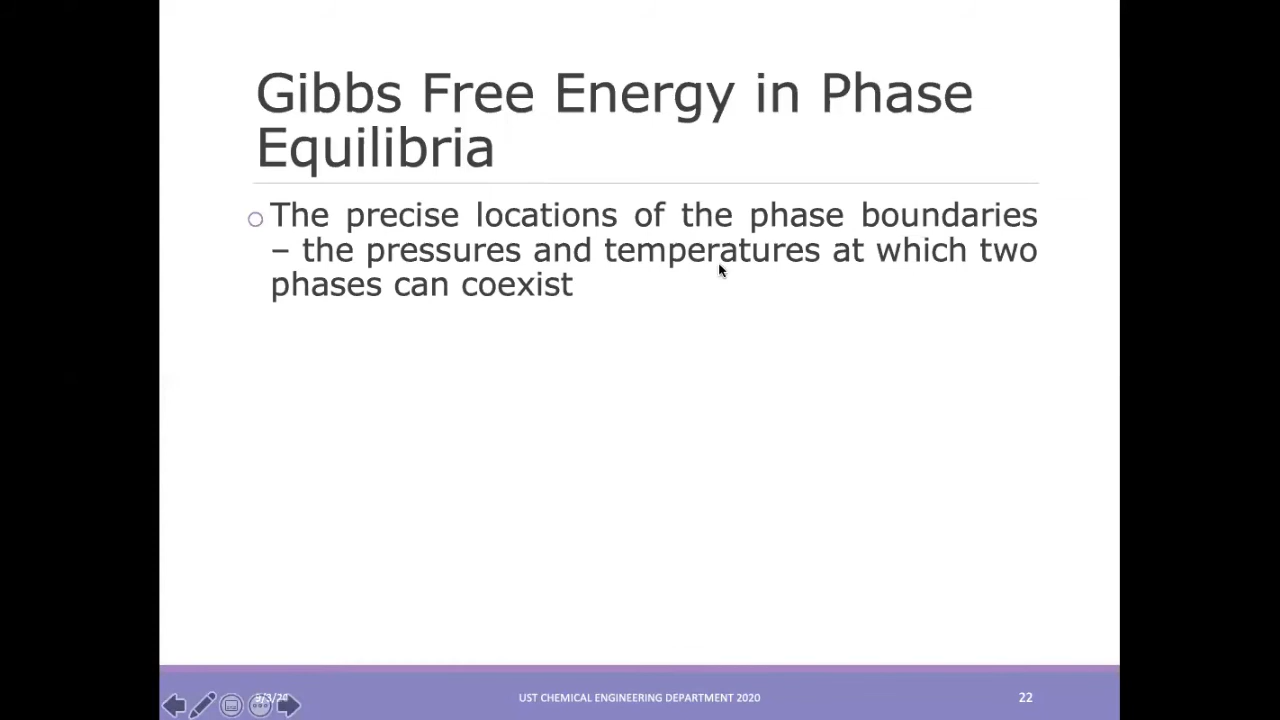 Gibbs Free Energy in Phase
Equilibria
The precise locations of the phase boundaries
– the pressures and temperatures at which two
phases can coexist
UST CHEMICAL ENGINEERING DEPARTMENT 2020
22